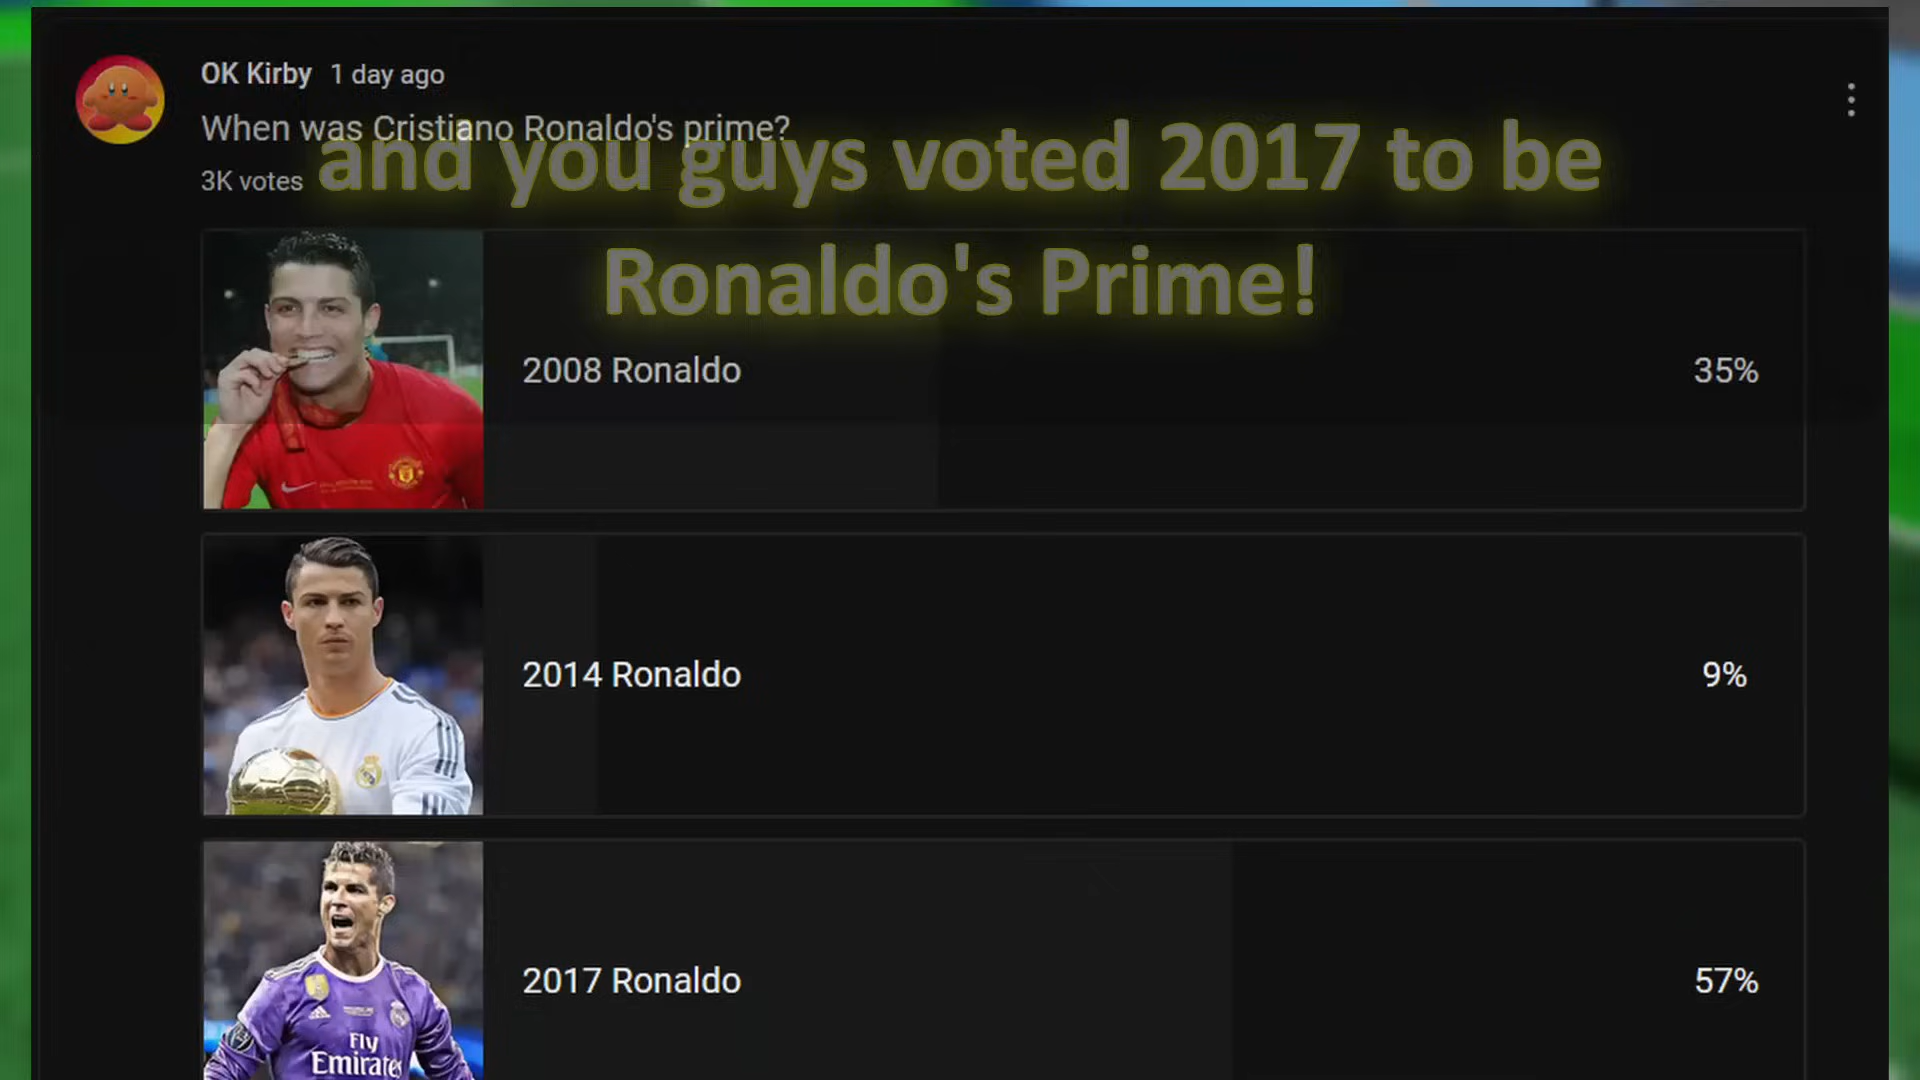 OK Kirby 1 day ago
When was Cristiano Ronaldo's prime?
3K votes
and you guys voted 2017 to be
Ronaldo's Prime!
2008 Ronaldo 35%
2014 Ronaldo 9%
2017 Ronaldo 57%
Fly
Emirates